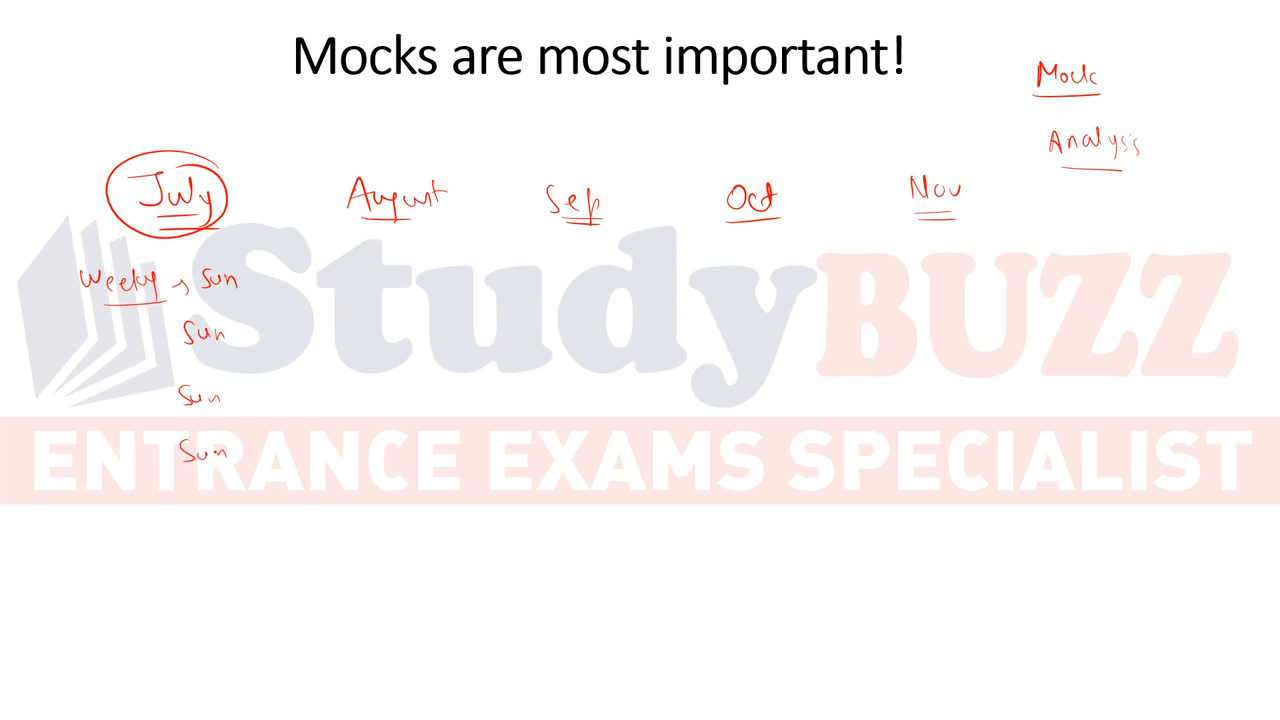 Mocks are most important!
Mock
Analysis
July August Sep Oct Nov
Weeky → Sun
Sun
Sun
Sun
StudyBUZZ
ENTRANCE EXAMS SPECIALIST